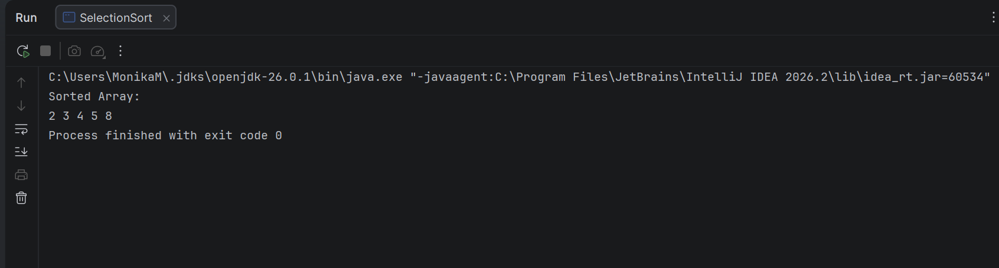 Run SelectionSort
C:\Users\MonikaM\.jdks\openjdk-26.0.1\bin\java.exe "-javaagent:C:\Program Files\JetBrains\IntelliJ IDEA 2026.2\lib\idea_rt.jar=60534"
Sorted Array:
2 3 4 5 8
Process finished with exit code 0